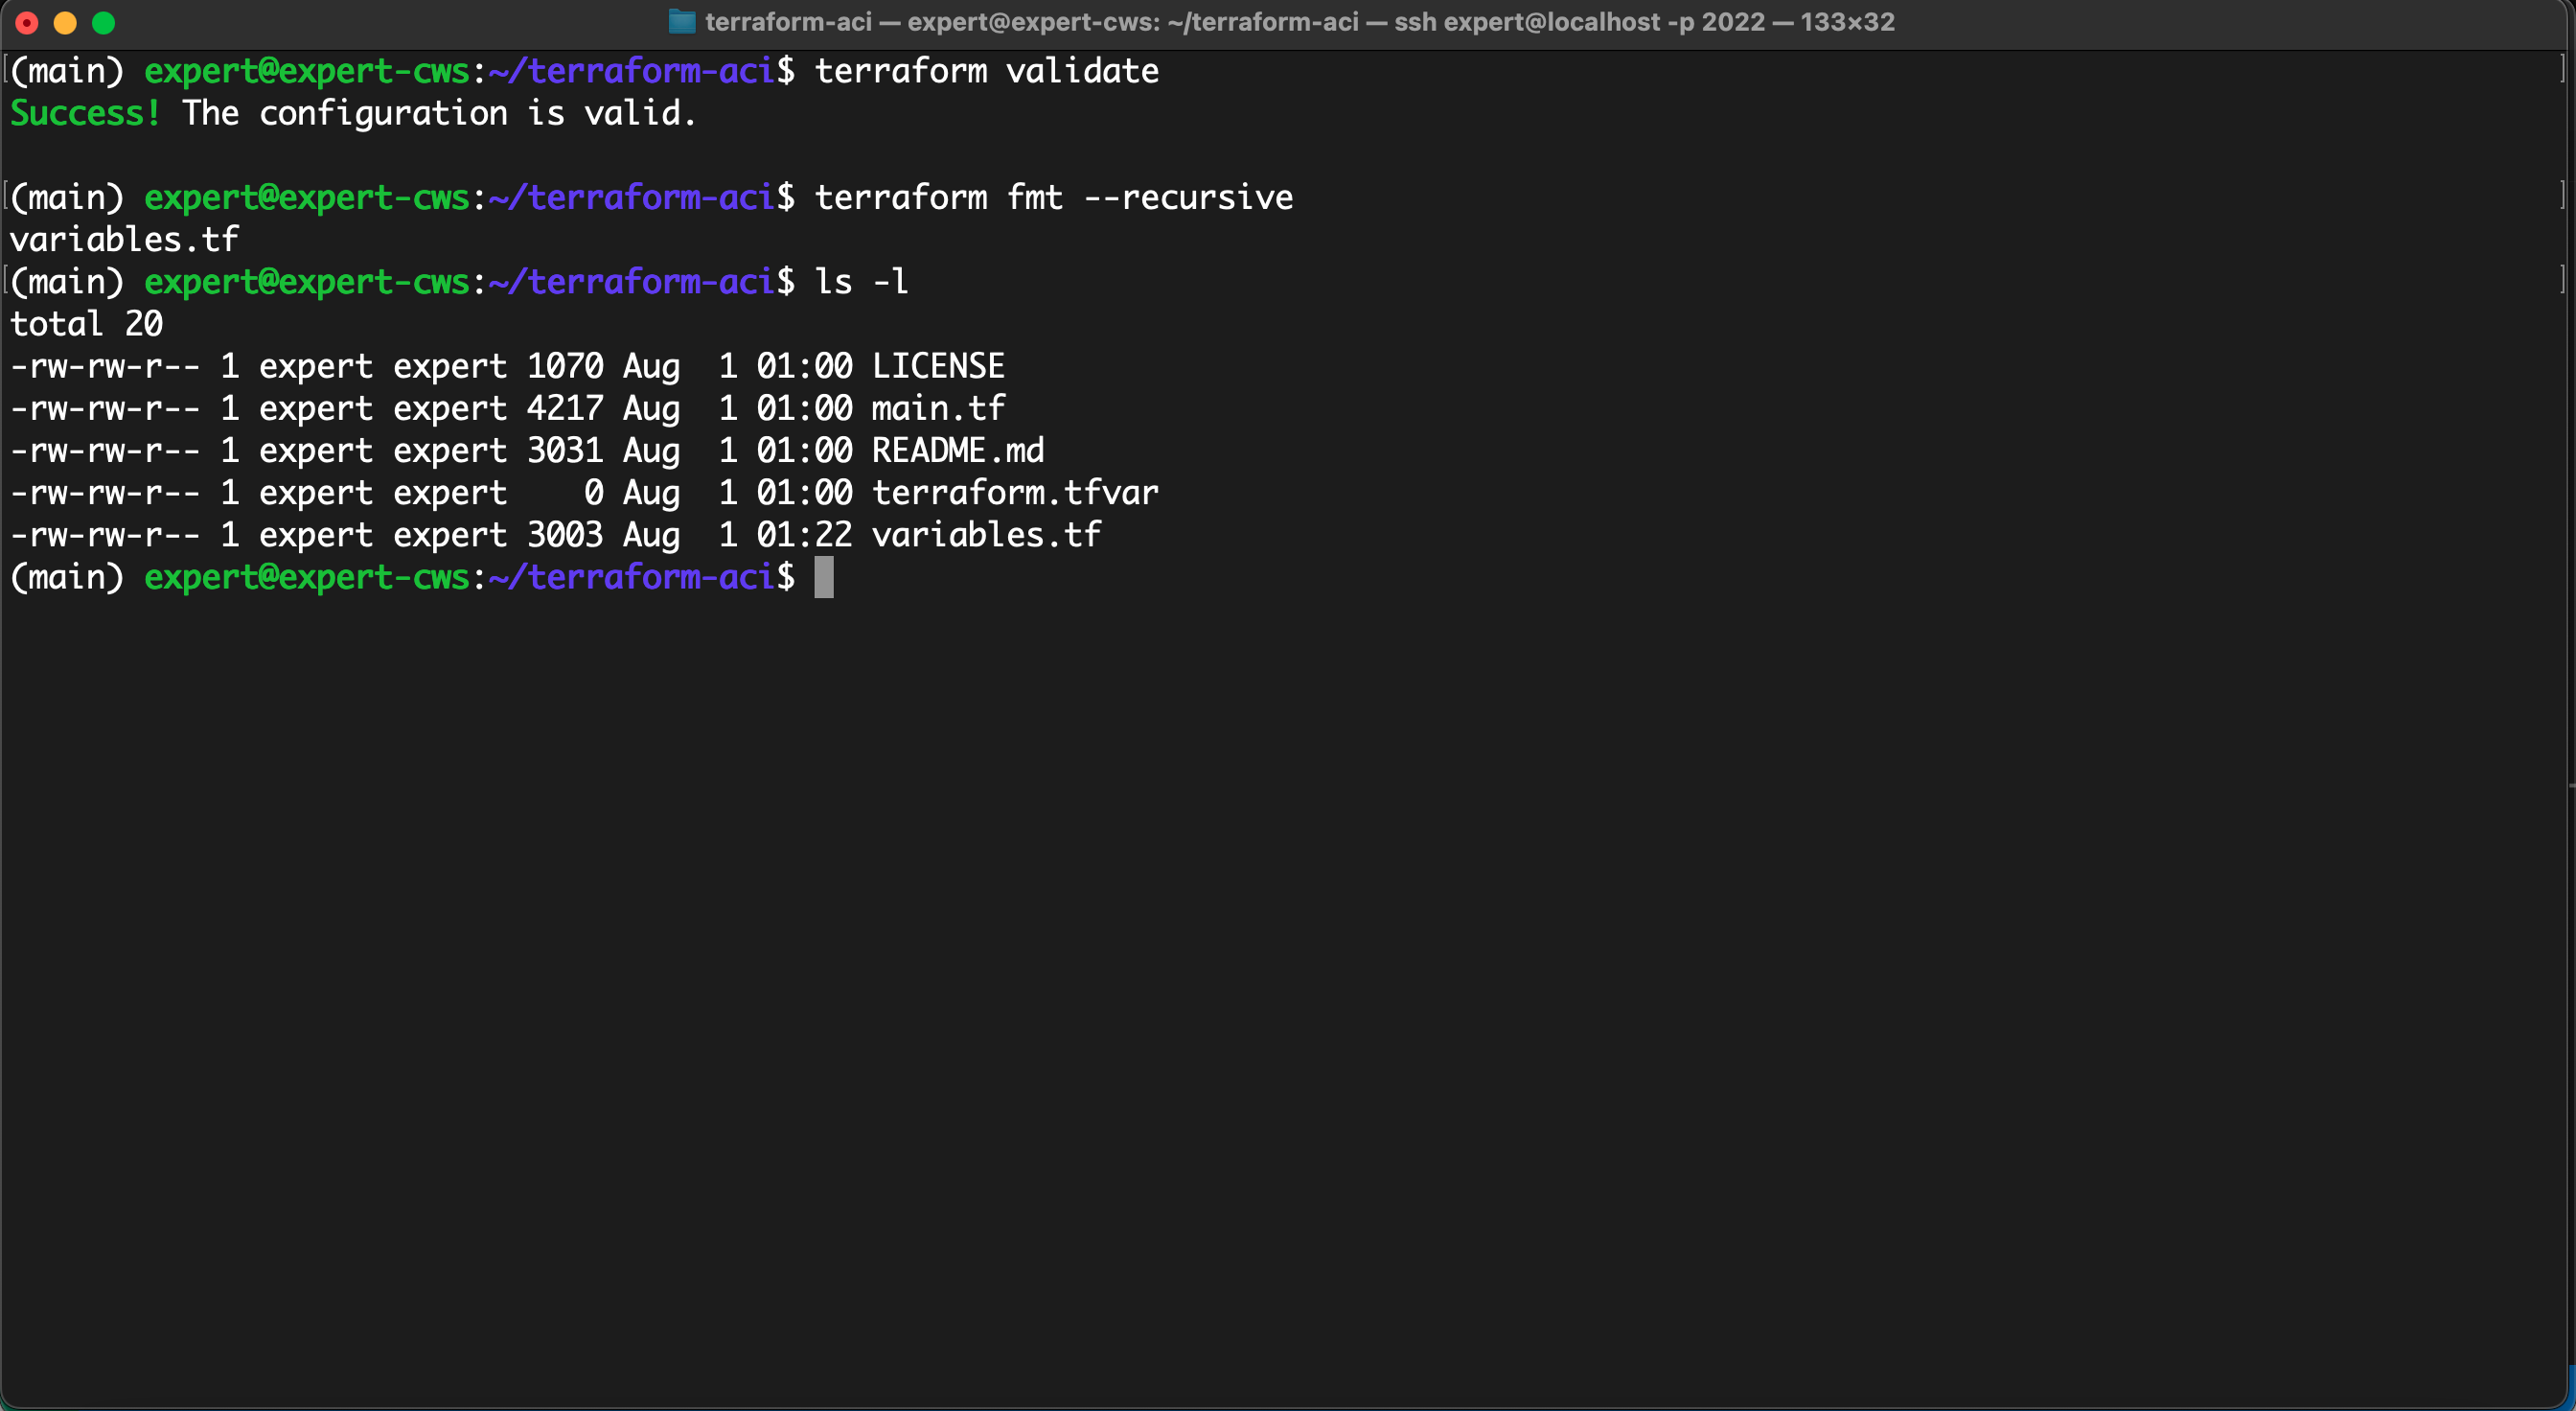 terraform-aci — expert@expert-cws: ~/terraform-aci — ssh expert@localhost -p 2022 — 133×32
(main) expert@expert-cws:~/terraform-aci$ terraform validate
Success! The configuration is valid.
(main) expert@expert-cws:~/terraform-aci$ terraform fmt --recursive
variables.tf
(main) expert@expert-cws:~/terraform-aci$ ls -l
total 20
-rw-rw-r-- 1 expert expert 1070 Aug  1 01:00 LICENSE
-rw-rw-r-- 1 expert expert 4217 Aug  1 01:00 main.tf
-rw-rw-r-- 1 expert expert 3031 Aug  1 01:00 README.md
-rw-rw-r-- 1 expert expert    0 Aug  1 01:00 terraform.tfvar
-rw-rw-r-- 1 expert expert 3003 Aug  1 01:22 variables.tf
(main) expert@expert-cws:~/terraform-aci$